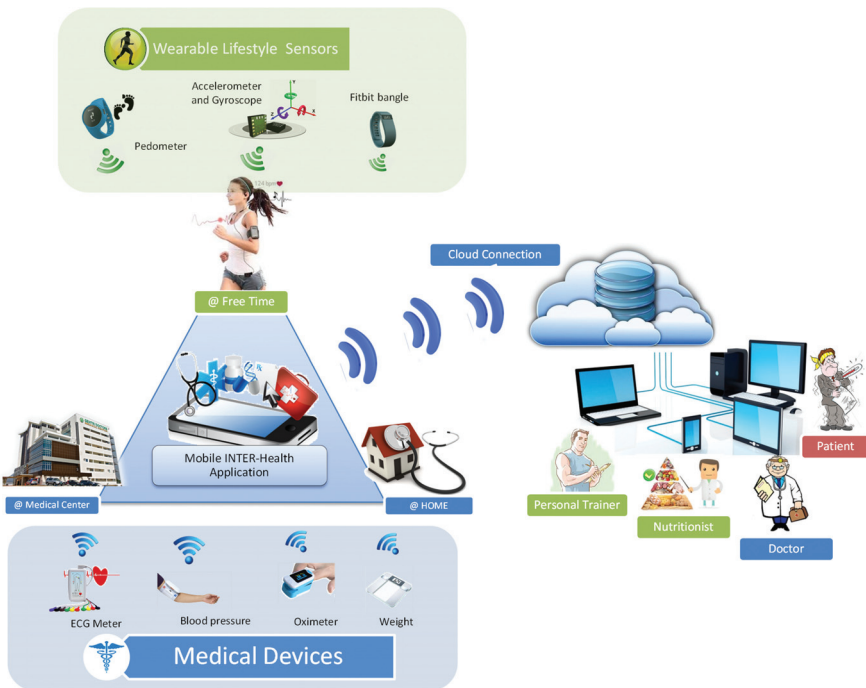 Wearable Lifestyle Sensors
Accelerometer
and Gyroscope
Fitbit bangle
Pedometer
Cloud Connection
@ Free Time
Mobile INTER-Health
Application
@ Medical Center
@ HOME
Patient
Personal Trainer
Nutritionist
Doctor
ECG Meter
Blood pressure
Oximeter
Weight
Medical Devices